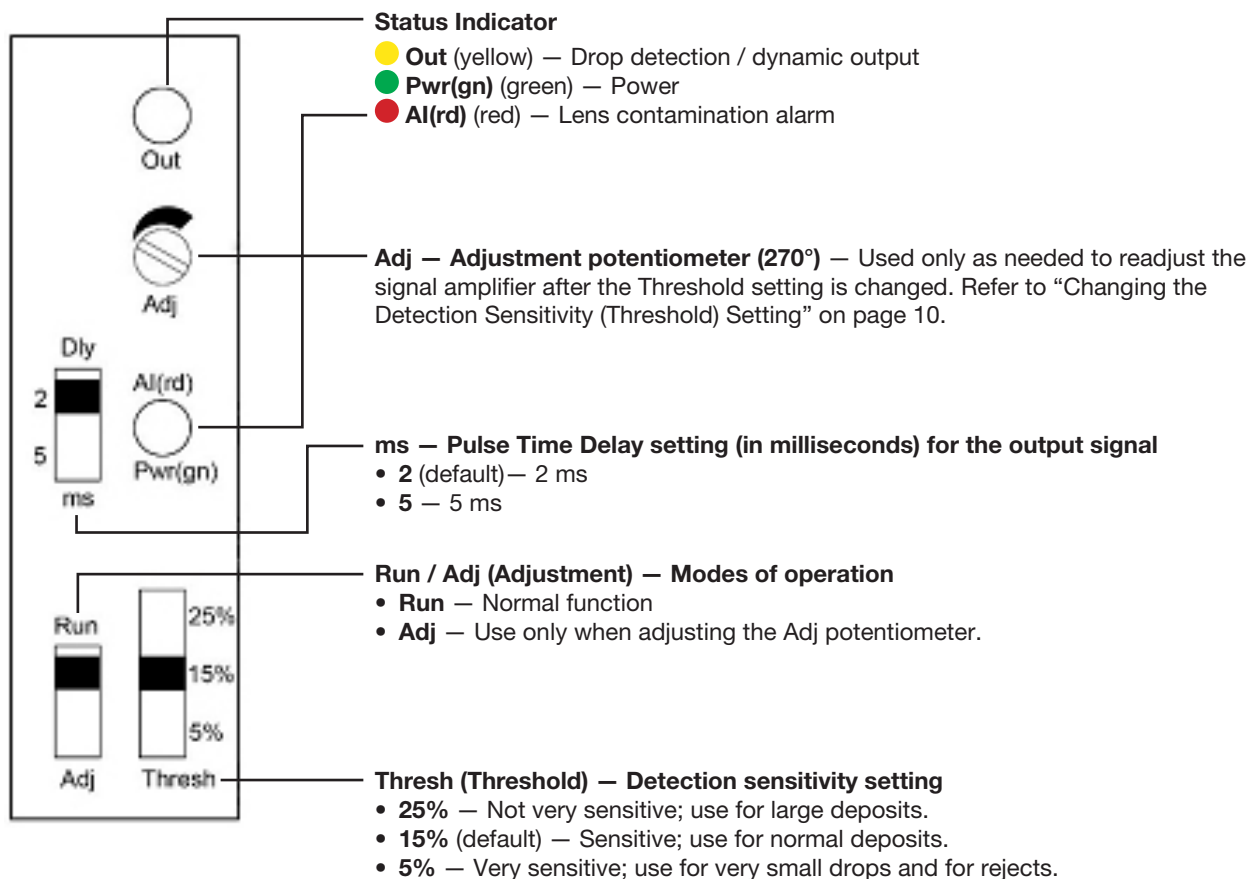 Status Indicator
Out (yellow) — Drop detection / dynamic output
Pwr(gn) (green) — Power
Al(rd) (red) — Lens contamination alarm
Out
Adj
Adj — Adjustment potentiometer (270°) — Used only as needed to readjust the
signal amplifier after the Threshold setting is changed. Refer to “Changing the
Detection Sensitivity (Threshold) Setting” on page 10.
Dly
2
5
ms
Al(rd)
Pwr(gn)
ms — Pulse Time Delay setting (in milliseconds) for the output signal
• 2 (default)— 2 ms
• 5 — 5 ms
Run / Adj (Adjustment) — Modes of operation
• Run — Normal function
• Adj — Use only when adjusting the Adj potentiometer.
Run
Adj
25%
15%
5%
Thresh
Thresh (Threshold) — Detection sensitivity setting
• 25% — Not very sensitive; use for large deposits.
• 15% (default) — Sensitive; use for normal deposits.
• 5% — Very sensitive; use for very small drops and for rejects.